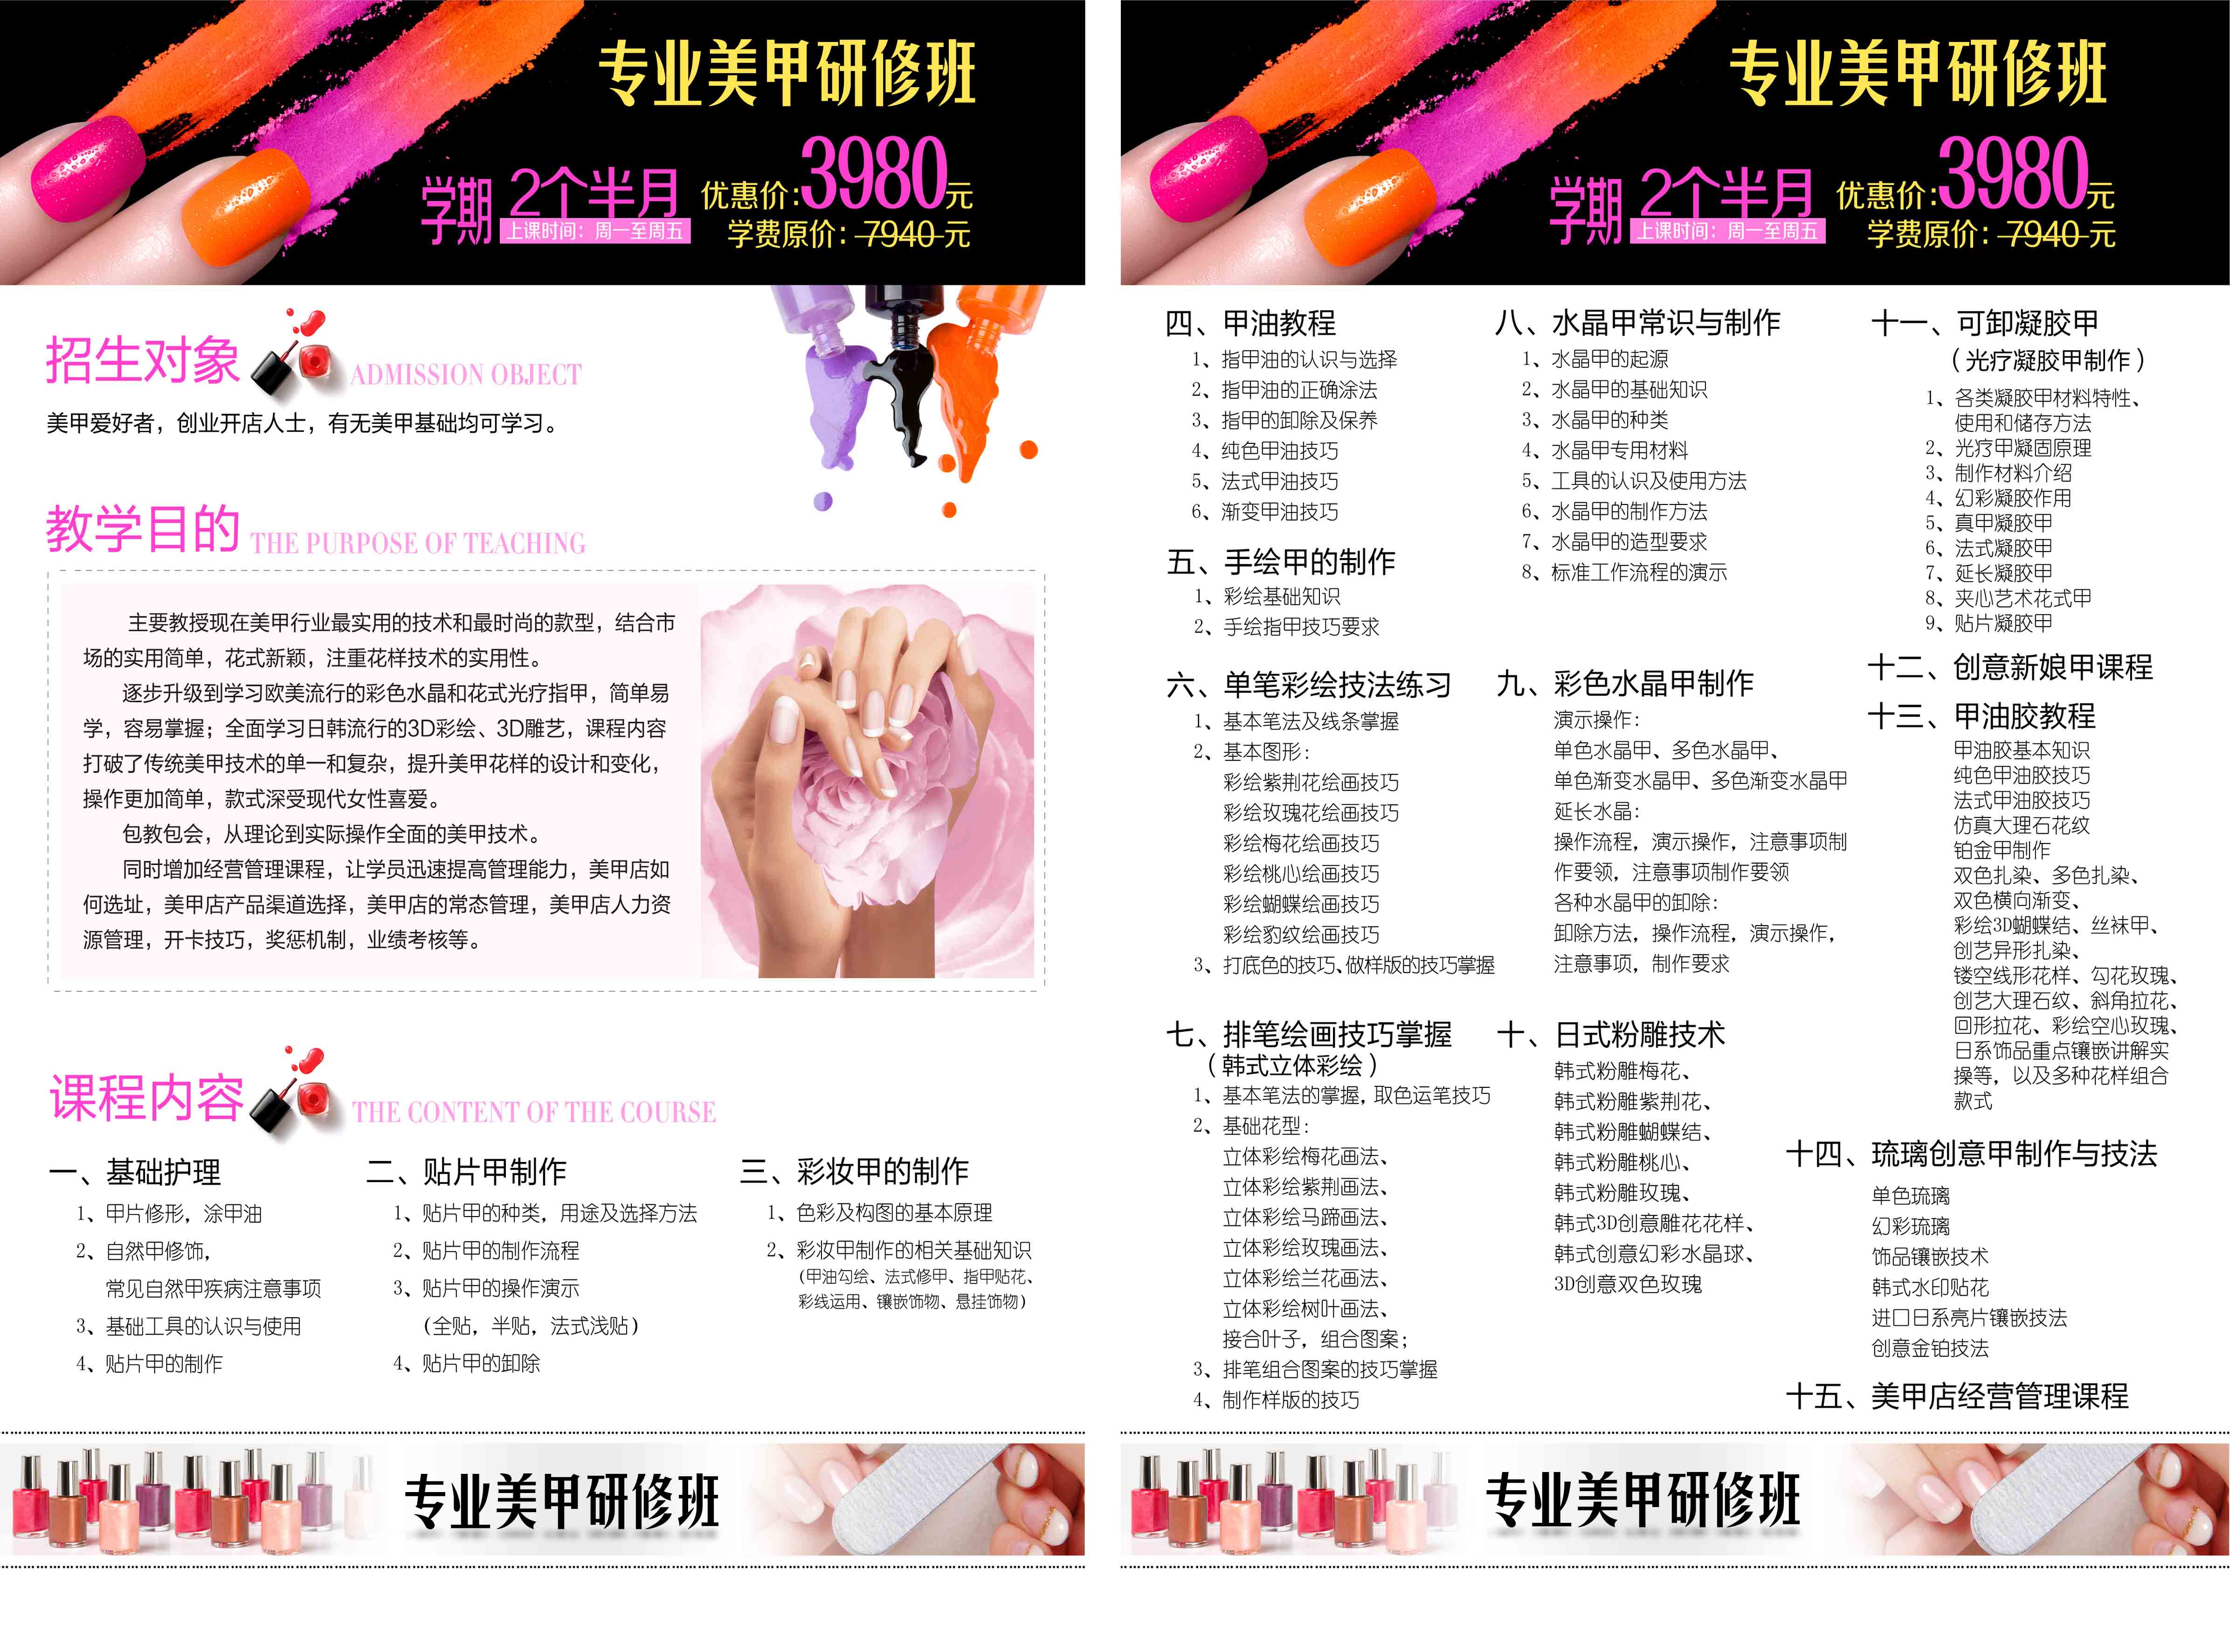 专业美甲研修班
学期 2个半月 优惠价:3980元
上课时间：周一至周五 学费原价：7940元
招生对象 ADMISSION OBJECT
美甲爱好者，创业开店人士，有无美甲基础均可学习。
教学目的 THE PURPOSE OF TEACHING
主要教授现在美甲行业最实用的技术和最时尚的款型，结合市
场的实用简单，花式新颖，注重花样技术的实用性。
逐步升级到学习欧美流行的彩色水晶和花式光疗指甲，简单易
学，容易掌握；全面学习日韩流行的3D彩绘、3D雕艺，课程内容
打破了传统美甲技术的单一和复杂，提升美甲花样的设计和变化，
操作更加简单，款式深受现代女性喜爱。
包教包会，从理论到实际操作全面的美甲技术。
同时增加经营管理课程，让学员迅速提高管理能力，美甲店如
何选址，美甲店产品渠道选择，美甲店的常态管理，美甲店人力资
源管理，开卡技巧，奖惩机制，业绩考核等。
课程内容 THE CONTENT OF THE COURSE
一、基础护理
1、甲片修形，涂甲油
2、自然甲修饰，
常见自然甲疾病注意事项
3、基础工具的认识与使用
4、贴片甲的制作
二、贴片甲制作
1、贴片甲的种类，用途及选择方法
2、贴片甲的制作流程
3、贴片甲的操作演示
（全贴，半贴，法式浅贴）
4、贴片甲的卸除
三、彩妆甲的制作
1、色彩及构图的基本原理
2、彩妆甲制作的相关基础知识
（甲油勾绘、法式修甲、指甲贴花、
彩线运用、镶嵌饰物、悬挂饰物）
专业美甲研修班
专业美甲研修班
学期 2个半月 优惠价:3980元
上课时间：周一至周五 学费原价：7940元
四、甲油教程
1、指甲油的认识与选择
2、指甲油的正确涂法
3、指甲的卸除及保养
4、纯色甲油技巧
5、法式甲油技巧
6、渐变甲油技巧
五、手绘甲的制作
1、彩绘基础知识
2、手绘指甲技巧要求
六、单笔彩绘技法练习
1、基本笔法及线条掌握
2、基本图形：
彩绘紫荆花绘画技巧
彩绘玫瑰花绘画技巧
彩绘梅花绘画技巧
彩绘桃心绘画技巧
彩绘蝴蝶绘画技巧
彩绘豹纹绘画技巧
3、打底色的技巧、做样版的技巧掌握
七、排笔绘画技巧掌握
（韩式立体彩绘）
1、基本笔法的掌握，取色运笔技巧
2、基础花型：
立体彩绘梅花画法、
立体彩绘紫荆画法、
立体彩绘马蹄画法、
立体彩绘玫瑰画法、
立体彩绘兰花画法、
立体彩绘树叶画法、
接合叶子，组合图案；
3、排笔组合图案的技巧掌握
4、制作样版的技巧
八、水晶甲常识与制作
1、水晶甲的起源
2、水晶甲的基础知识
3、水晶甲的种类
4、水晶甲专用材料
5、工具的认识及使用方法
6、水晶甲的制作方法
7、水晶甲的造型要求
8、标准工作流程的演示
九、彩色水晶甲制作
演示操作：
单色水晶甲、多色水晶甲、
单色渐变水晶甲、多色渐变水晶甲
延长水晶：
操作流程，演示操作，注意事项制
作要领，注意事项制作要领
各种水晶甲的卸除：
卸除方法，操作流程，演示操作，
注意事项，制作要求
十、日式粉雕技术
韩式粉雕梅花、
韩式粉雕紫荆花、
韩式粉雕蝴蝶结、
韩式粉雕桃心、
韩式粉雕玫瑰、
韩式3D创意雕花花样、
韩式创意幻彩水晶球、
3D创意双色玫瑰
十一、可卸凝胶甲
（光疗凝胶甲制作）
1、各类凝胶甲材料特性、
使用和储存方法
2、光疗甲凝固原理
3、制作材料介绍
4、幻彩凝胶作用
5、真甲凝胶甲
6、法式凝胶甲
7、延长凝胶甲
8、夹心艺术花式甲
9、贴片凝胶甲
十二、创意新娘甲课程
十三、甲油胶教程
甲油胶基本知识
纯色甲油胶技巧
法式甲油胶技巧
仿真大理石花纹
铂金甲制作
双色扎染、多色扎染、
双色横向渐变、
彩绘3D蝴蝶结、丝袜甲、
创艺异形扎染、
镂空线形花样、勾花玫瑰、
创艺大理石纹、斜角拉花、
回形拉花、彩绘空心玫瑰、
日系饰品重点镶嵌讲解实
操等，以及多种花样组合
款式
十四、琉璃创意甲制作与技法
单色琉璃
幻彩琉璃
饰品镶嵌技术
韩式水印贴花
进口日系亮片镶嵌技法
创意金铂技法
十五、美甲店经营管理课程
专业美甲研修班